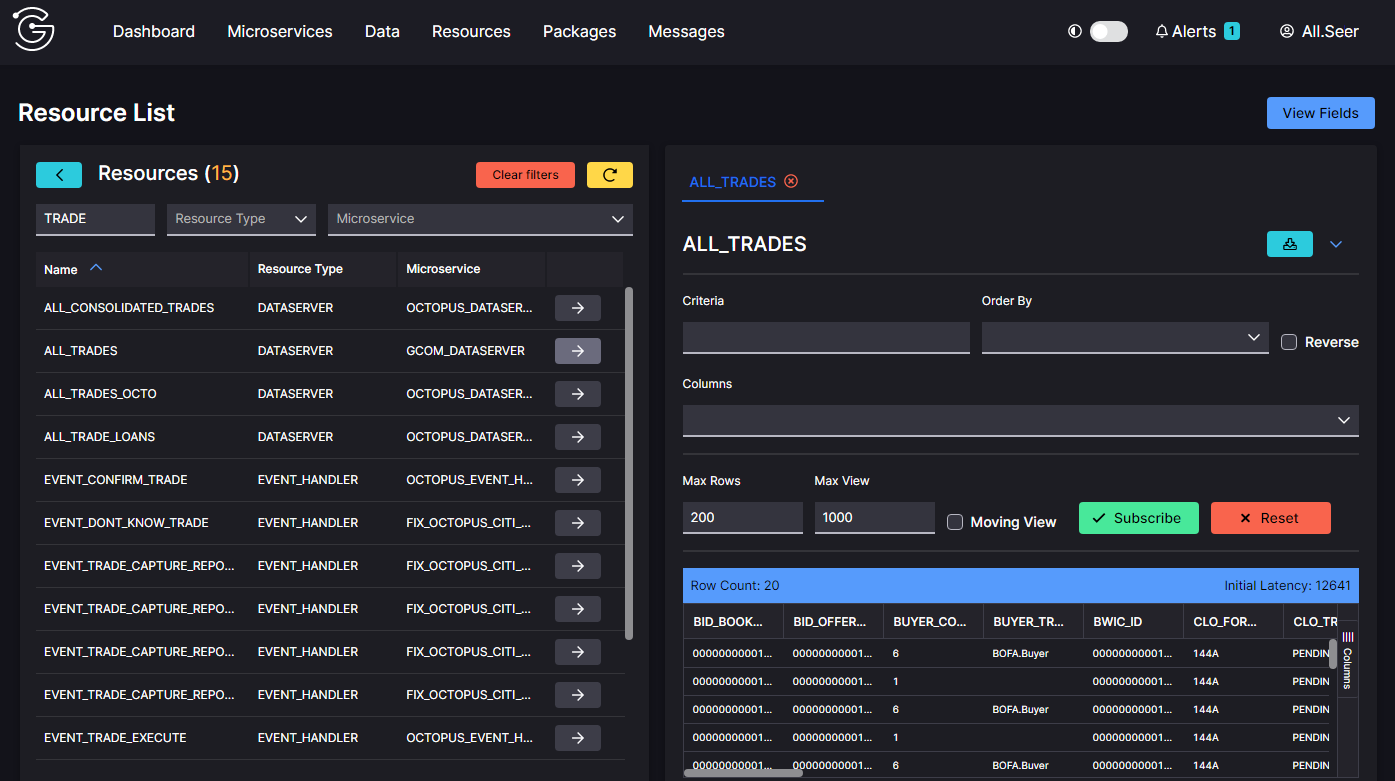 Dashboard Microservices Data Resources Packages Messages Alerts 1 All.Seer
Resource List
View Fields
Resources (15)
Clear filters
TRADE Resource Type Microservice
Name Resource Type Microservice
ALL_CONSOLIDATED_TRADES DATASERVER OCTOPUS_DATASER...
ALL_TRADES DATASERVER GCOM_DATASERVER
ALL_TRADES_OCTO DATASERVER OCTOPUS_DATASER...
ALL_TRADE_LOANS DATASERVER OCTOPUS_DATASER...
EVENT_CONFIRM_TRADE EVENT_HANDLER OCTOPUS_EVENT_H...
EVENT_DONT_KNOW_TRADE EVENT_HANDLER FIX_OCTOPUS_CITI_...
EVENT_TRADE_CAPTURE_REPO... EVENT_HANDLER FIX_OCTOPUS_CITI_...
EVENT_TRADE_CAPTURE_REPO... EVENT_HANDLER FIX_OCTOPUS_CITI_...
EVENT_TRADE_CAPTURE_REPO... EVENT_HANDLER FIX_OCTOPUS_CITI_...
EVENT_TRADE_CAPTURE_REPO... EVENT_HANDLER FIX_OCTOPUS_CITI_...
EVENT_TRADE_EXECUTE EVENT_HANDLER OCTOPUS_EVENT_H...
ALL_TRADES
ALL_TRADES
Criteria Order By
Reverse
Columns
Max Rows Max View
200 1000 Moving View Subscribe Reset
Row Count: 20 Initial Latency: 12641
BID_BOOK... BID_OFFER... BUYER_CO... BUYER_TR... BWIC_ID CLO_FOR... CLO_TR
00000000001... 00000000001... 6 BOFA.Buyer 00000000001... 144A PENDIN
00000000001... 00000000001... 1 00000000001... 144A PENDIN
00000000001... 00000000001... 6 BOFA.Buyer 00000000001... 144A PENDIN
00000000001... 00000000001... 1 00000000001... 144A PENDIN
00000000001... 00000000001... 6 BOFA.Buyer 00000000001... 144A PENDIN
Columns